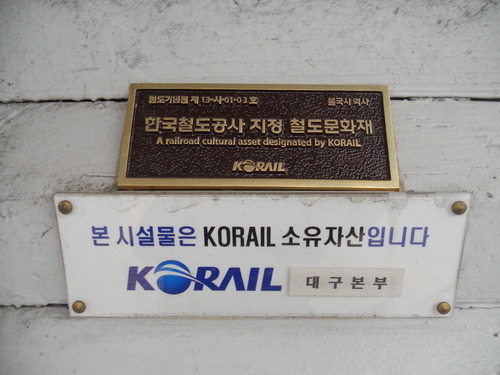 철도기념물 제 13-사-01-03 호 불국사 역사
한국철도공사 지정 철도문화재
A railroad cultural asset designated by KORAIL
KORAIL
본 시설물은 KORAIL 소유자산입니다
KORAIL 대구본부